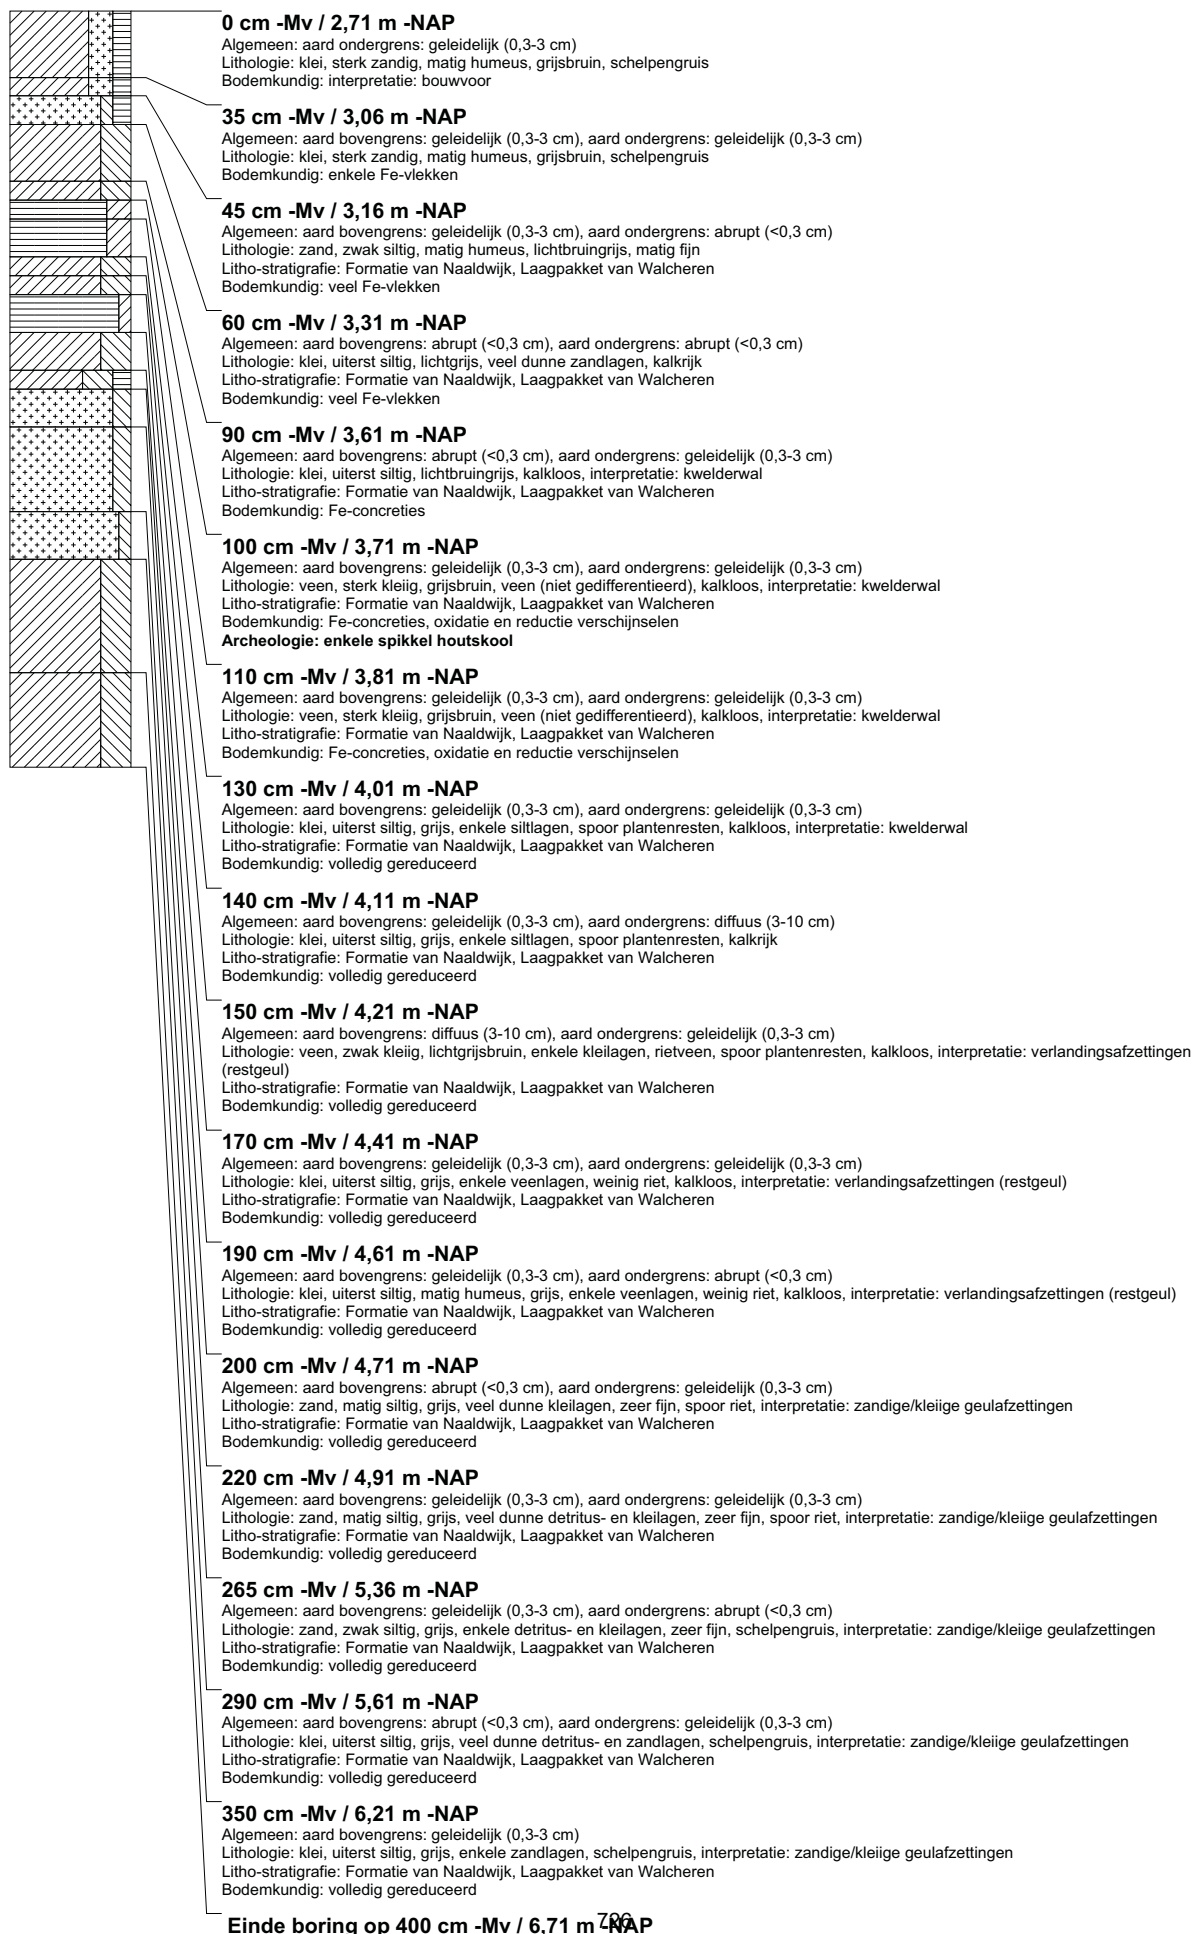 0 cm -Mv / 2,71 m -NAP
Algemeen: aard ondergrens: geleidelijk (0,3-3 cm)
Lithologie: klei, sterk zandig, matig humeus, grijsbruin, schelpengruis
Bodemkundig: interpretatie: bouwvoor
35 cm -Mv / 3,06 m -NAP
Algemeen: aard bovengrens: geleidelijk (0,3-3 cm), aard ondergrens: geleidelijk (0,3-3 cm)
Lithologie: klei, sterk zandig, matig humeus, grijsbruin, schelpengruis
Bodemkundig: enkele Fe-vlekken
45 cm -Mv / 3,16 m -NAP
Algemeen: aard bovengrens: geleidelijk (0,3-3 cm), aard ondergrens: abrupt (<0,3 cm)
Lithologie: zand, zwak siltig, matig humeus, lichtbruingrijs, matig fijn
Litho-stratigrafie: Formatie van Naaldwijk, Laagpakket van Walcheren
Bodemkundig: veel Fe-vlekken
60 cm -Mv / 3,31 m -NAP
Algemeen: aard bovengrens: abrupt (<0,3 cm), aard ondergrens: abrupt (<0,3 cm)
Lithologie: klei, uiterst siltig, lichtgrijs, veel dunne zandlagen, kalkrijk
Litho-stratigrafie: Formatie van Naaldwijk, Laagpakket van Walcheren
Bodemkundig: veel Fe-vlekken
90 cm -Mv / 3,61 m -NAP
Algemeen: aard bovengrens: abrupt (<0,3 cm), aard ondergrens: geleidelijk (0,3-3 cm)
Lithologie: klei, uiterst siltig, lichtbruingrijs, kalkloos, interpretatie: kwelderwal
Litho-stratigrafie: Formatie van Naaldwijk, Laagpakket van Walcheren
Bodemkundig: Fe-concreties
100 cm -Mv / 3,71 m -NAP
Algemeen: aard bovengrens: geleidelijk (0,3-3 cm), aard ondergrens: geleidelijk (0,3-3 cm)
Lithologie: veen, sterk kleiig, grijsbruin, veen (niet gedifferentieerd), kalkloos, interpretatie: kwelderwal
Litho-stratigrafie: Formatie van Naaldwijk, Laagpakket van Walcheren
Bodemkundig: Fe-concreties, oxidatie en reductie verschijnselen
Archeologie: enkele spikkel houtskool
110 cm -Mv / 3,81 m -NAP
Algemeen: aard bovengrens: geleidelijk (0,3-3 cm), aard ondergrens: geleidelijk (0,3-3 cm)
Lithologie: veen, sterk kleiig, grijsbruin, veen (niet gedifferentieerd), kalkloos, interpretatie: kwelderwal
Litho-stratigrafie: Formatie van Naaldwijk, Laagpakket van Walcheren
Bodemkundig: Fe-concreties, oxidatie en reductie verschijnselen
130 cm -Mv / 4,01 m -NAP
Algemeen: aard bovengrens: geleidelijk (0,3-3 cm), aard ondergrens: geleidelijk (0,3-3 cm)
Lithologie: klei, uiterst siltig, grijs, enkele siltlagen, spoor plantenresten, kalkloos, interpretatie: kwelderwal
Litho-stratigrafie: Formatie van Naaldwijk, Laagpakket van Walcheren
Bodemkundig: volledig gereduceerd
140 cm -Mv / 4,11 m -NAP
Algemeen: aard bovengrens: geleidelijk (0,3-3 cm), aard ondergrens: diffuus (3-10 cm)
Lithologie: klei, uiterst siltig, grijs, enkele siltlagen, spoor plantenresten, kalkrijk
Litho-stratigrafie: Formatie van Naaldwijk, Laagpakket van Walcheren
Bodemkundig: volledig gereduceerd
150 cm -Mv / 4,21 m -NAP
Algemeen: aard bovengrens: diffuus (3-10 cm), aard ondergrens: geleidelijk (0,3-3 cm)
Lithologie: veen, zwak kleiig, lichtgrijsbruin, enkele kleilagen, rietveen, spoor plantenresten, kalkloos, interpretatie: verlandingsafzettingen
(restgeul)
Litho-stratigrafie: Formatie van Naaldwijk, Laagpakket van Walcheren
Bodemkundig: volledig gereduceerd
170 cm -Mv / 4,41 m -NAP
Algemeen: aard bovengrens: geleidelijk (0,3-3 cm), aard ondergrens: geleidelijk (0,3-3 cm)
Lithologie: klei, uiterst siltig, grijs, enkele veenlagen, weinig riet, kalkloos, interpretatie: verlandingsafzettingen (restgeul)
Litho-stratigrafie: Formatie van Naaldwijk, Laagpakket van Walcheren
Bodemkundig: volledig gereduceerd
190 cm -Mv / 4,61 m -NAP
Algemeen: aard bovengrens: geleidelijk (0,3-3 cm), aard ondergrens: abrupt (<0,3 cm)
Lithologie: klei, uiterst siltig, matig humeus, grijs, enkele veenlagen, weinig riet, kalkloos, interpretatie: verlandingsafzettingen (restgeul)
Litho-stratigrafie: Formatie van Naaldwijk, Laagpakket van Walcheren
Bodemkundig: volledig gereduceerd
200 cm -Mv / 4,71 m -NAP
Algemeen: aard bovengrens: abrupt (<0,3 cm), aard ondergrens: geleidelijk (0,3-3 cm)
Lithologie: zand, matig siltig, grijs, veel dunne kleilagen, zeer fijn, spoor riet, interpretatie: zandige/kleiige geulafzettingen
Litho-stratigrafie: Formatie van Naaldwijk, Laagpakket van Walcheren
Bodemkundig: volledig gereduceerd
220 cm -Mv / 4,91 m -NAP
Algemeen: aard bovengrens: geleidelijk (0,3-3 cm), aard ondergrens: geleidelijk (0,3-3 cm)
Lithologie: zand, matig siltig, grijs, veel dunne detritus- en kleilagen, zeer fijn, spoor riet, interpretatie: zandige/kleiige geulafzettingen
Litho-stratigrafie: Formatie van Naaldwijk, Laagpakket van Walcheren
Bodemkundig: volledig gereduceerd
265 cm -Mv / 5,36 m -NAP
Algemeen: aard bovengrens: geleidelijk (0,3-3 cm), aard ondergrens: abrupt (<0,3 cm)
Lithologie: zand, zwak siltig, grijs, enkele detritus- en kleilagen, zeer fijn, schelpengruis, interpretatie: zandige/kleiige geulafzettingen
Litho-stratigrafie: Formatie van Naaldwijk, Laagpakket van Walcheren
Bodemkundig: volledig gereduceerd
290 cm -Mv / 5,61 m -NAP
Algemeen: aard bovengrens: abrupt (<0,3 cm), aard ondergrens: geleidelijk (0,3-3 cm)
Lithologie: klei, uiterst siltig, grijs, veel dunne detritus- en zandlagen, schelpengruis, interpretatie: zandige/kleiige geulafzettingen
Litho-stratigrafie: Formatie van Naaldwijk, Laagpakket van Walcheren
Bodemkundig: volledig gereduceerd
350 cm -Mv / 6,21 m -NAP
Algemeen: aard bovengrens: geleidelijk (0,3-3 cm)
Lithologie: klei, uiterst siltig, grijs, enkele zandlagen, schelpengruis, interpretatie: zandige/kleiige geulafzettingen
Litho-stratigrafie: Formatie van Naaldwijk, Laagpakket van Walcheren
Bodemkundig: volledig gereduceerd
Einde boring op 400 cm -Mv / 6,71 m -NAP
726